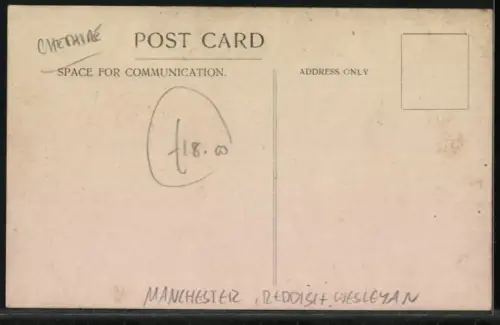 CHESHIRE
POST CARD
SPACE FOR COMMUNICATION.
ADDRESS ONLY
£18.00
MANCHESTER, REDDISH WESLEYAN